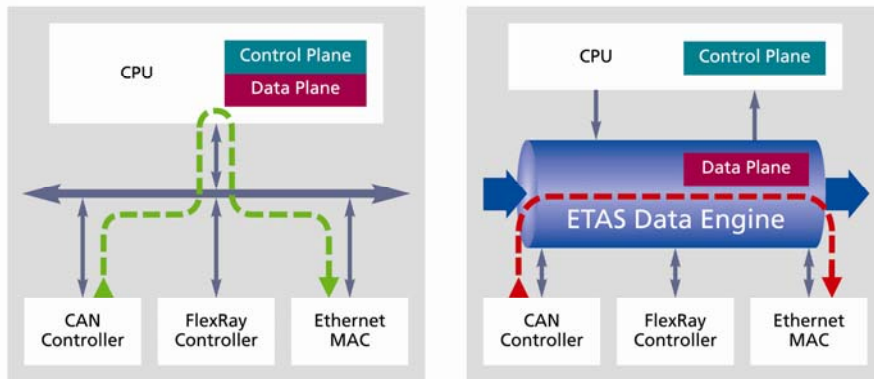 CPU
Control Plane
Data Plane
CAN
Controller
FlexRay
Controller
Ethernet
MAC
CPU
Control Plane
Data Plane
ETAS Data Engine
CAN
Controller
FlexRay
Controller
Ethernet
MAC